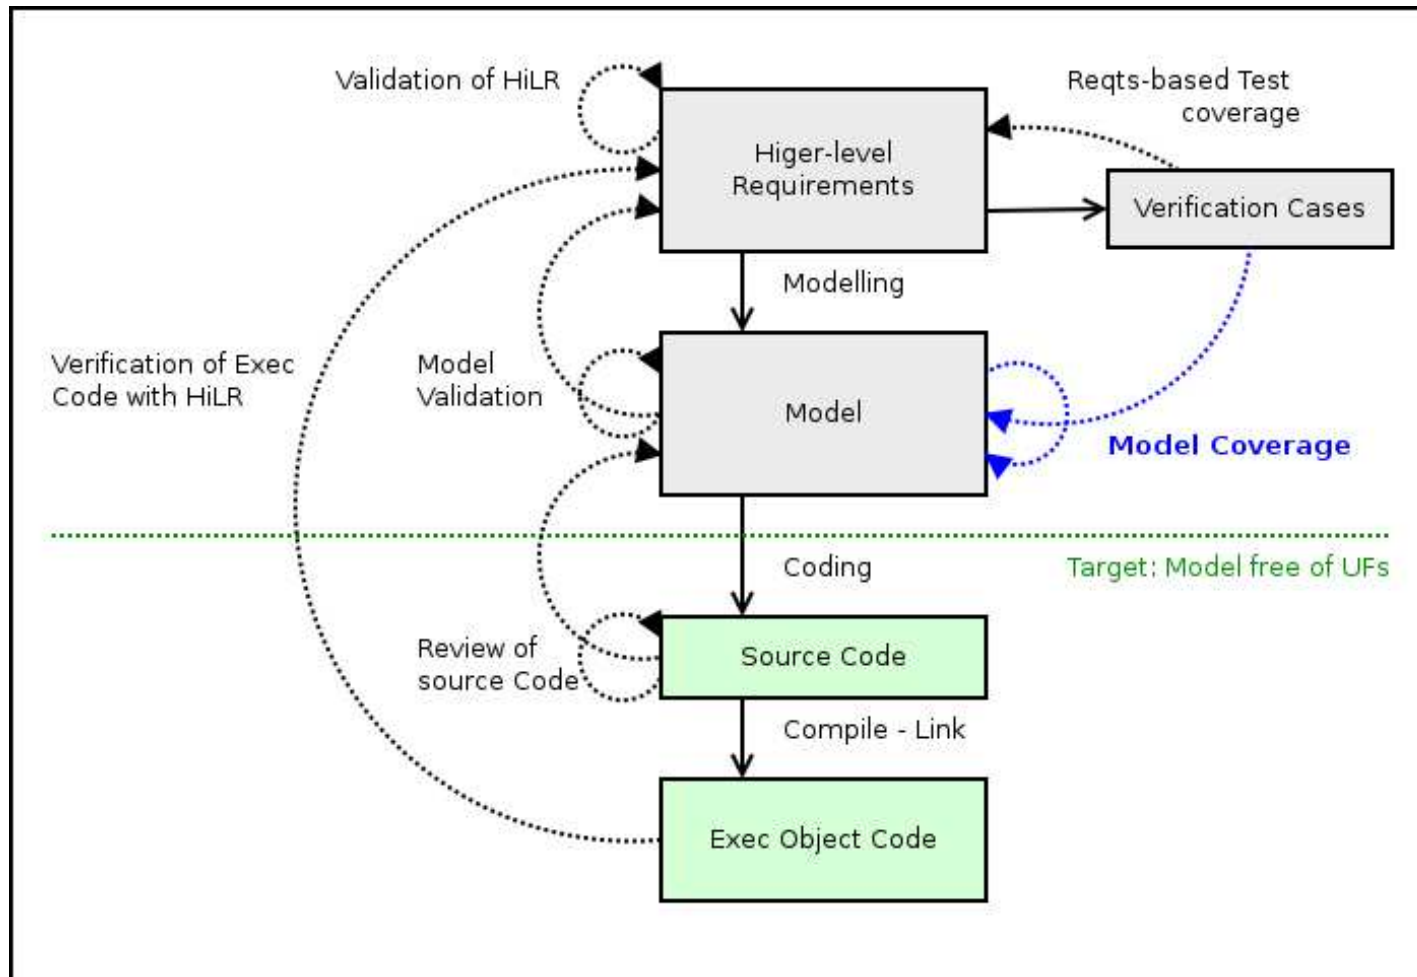 Validation of HiLR
Reqts-based Test
coverage
Higer-level
Requirements
Verification Cases
Modelling
Verification of Exec
Code with HiLR
Model
Validation
Model
Model Coverage
Coding
Target: Model free of UFs
Review of
source Code
Source Code
Compile - Link
Exec Object Code